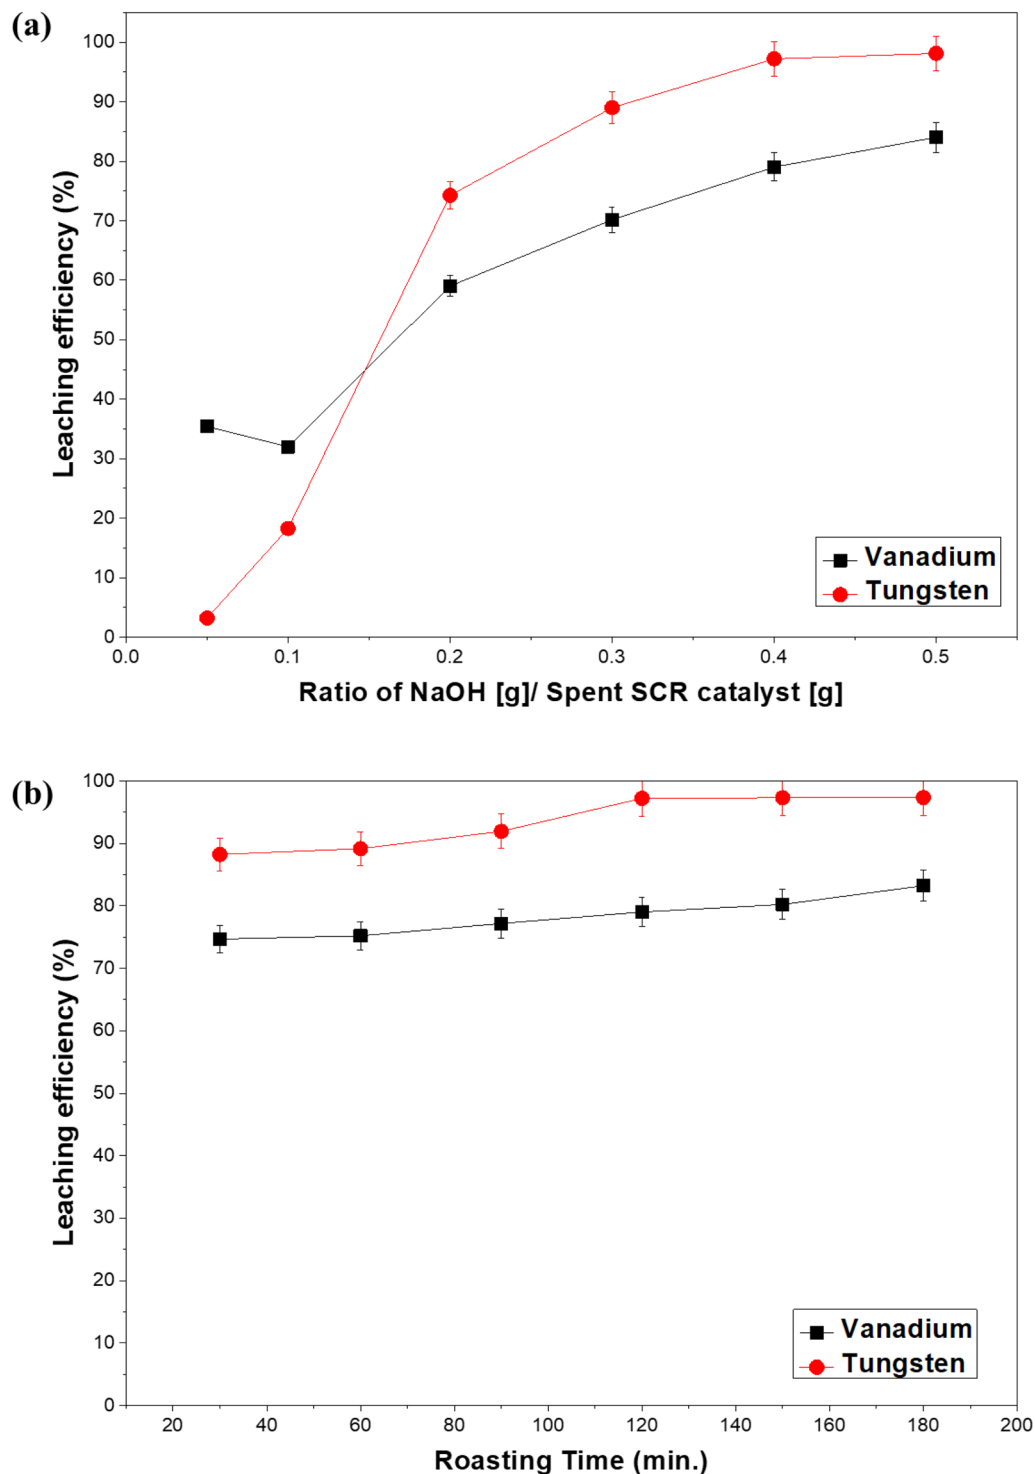 (a)
100
90
80
70
60
50
40
30
20
10
0
Leaching efficiency (%)
Vanadium
Tungsten
0.0 0.1 0.2 0.3 0.4 0.5
Ratio of NaOH [g]/ Spent SCR catalyst [g]
(b)
100
90
80
70
60
50
40
30
20
10
0
Leaching efficiency (%)
Vanadium
Tungsten
20 40 60 80 100 120 140 160 180 200
Roasting Time (min.)